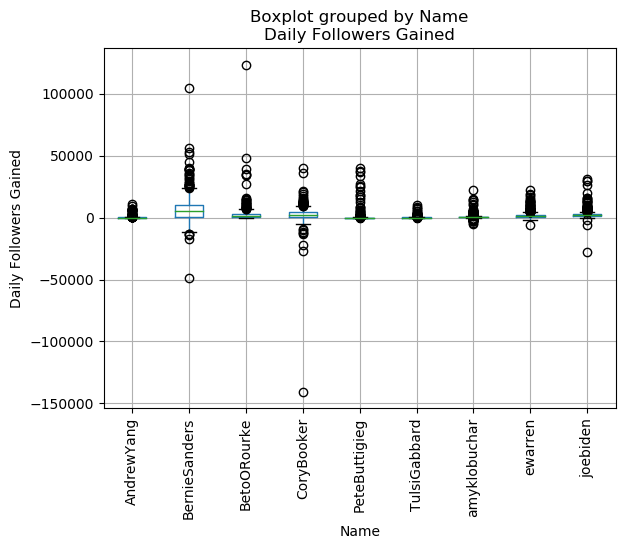 Boxplot grouped by Name
Daily Followers Gained
100000
50000
0
−50000
−100000
−150000
Daily Followers Gained
AndrewYang
BernieSanders
BetoORourke
CoryBooker
PeteButtigieg
TulsiGabbard
amyklobuchar
ewarren
joebiden
Name